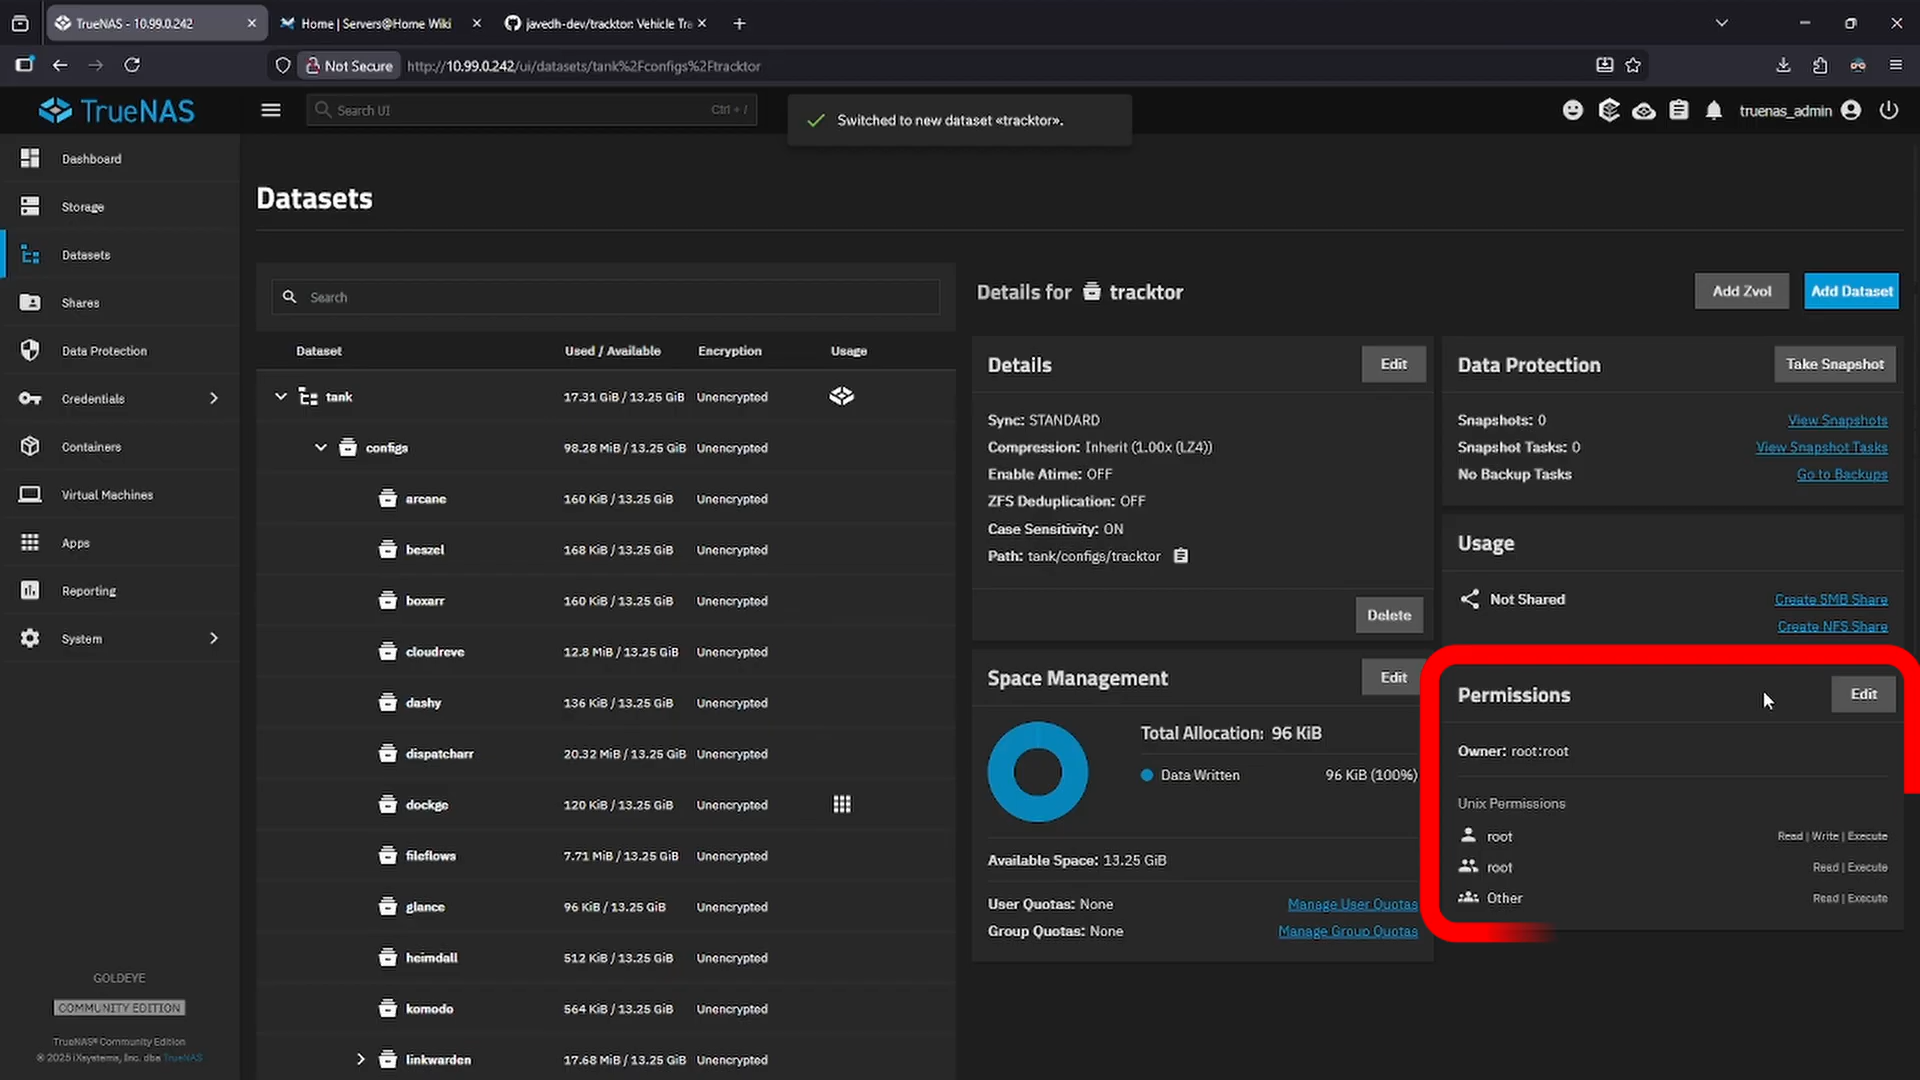 TrueNAS - 10.99.0.242
Home | Servers@Home Wiki
javedh-dev/tracktor: Vehicle Tra
Not Secure
http://10.99.0.242/ui/datasets/tank%2Fconfigs%2Ftracktor
TrueNAS
Search UI
Ctrl + /
Switched to new dataset «tracktor».
truenas_admin
Dashboard
Storage
Datasets
Shares
Data Protection
Credentials
Containers
Virtual Machines
Apps
Reporting
System
GOLDEYE
COMMUNITY EDITION
TrueNAS® Community Edition
© 2025 iXsystems, Inc. dba TrueNAS
Datasets
Search
Dataset Used / Available Encryption Usage
tank 17.31 GiB / 13.25 GiB Unencrypted
configs 98.28 MiB / 13.25 GiB Unencrypted
arcane 160 KiB / 13.25 GiB Unencrypted
beszel 168 KiB / 13.25 GiB Unencrypted
boxarr 160 KiB / 13.25 GiB Unencrypted
cloudreve 12.8 MiB / 13.25 GiB Unencrypted
dashy 136 KiB / 13.25 GiB Unencrypted
dispatcharr 20.32 MiB / 13.25 GiB Unencrypted
dockge 120 KiB / 13.25 GiB Unencrypted
fileflows 7.71 MiB / 13.25 GiB Unencrypted
glance 96 KiB / 13.25 GiB Unencrypted
heimdall 512 KiB / 13.25 GiB Unencrypted
komodo 564 KiB / 13.25 GiB Unencrypted
linkwarden 17.68 MiB / 13.25 GiB Unencrypted
Details for tracktor
Add Zvol
Add Dataset
Details
Edit
Sync: STANDARD
Compression: Inherit (1.00x (LZ4))
Enable Atime: OFF
ZFS Deduplication: OFF
Case Sensitivity: ON
Path: tank/configs/tracktor
Delete
Space Management
Edit
Total Allocation: 96 KiB
Data Written 96 KiB (100%)
Available Space: 13.25 GiB
User Quotas: None Manage User Quotas
Group Quotas: None Manage Group Quotas
Data Protection
Take Snapshot
Snapshots: 0 View Snapshots
Snapshot Tasks: 0 View Snapshot Tasks
No Backup Tasks Go to Backups
Usage
Not Shared
Create SMB Share
Create NFS Share
Permissions
Edit
Owner: root:root
Unix Permissions
root Read | Write | Execute
root Read | Execute
Other Read | Execute